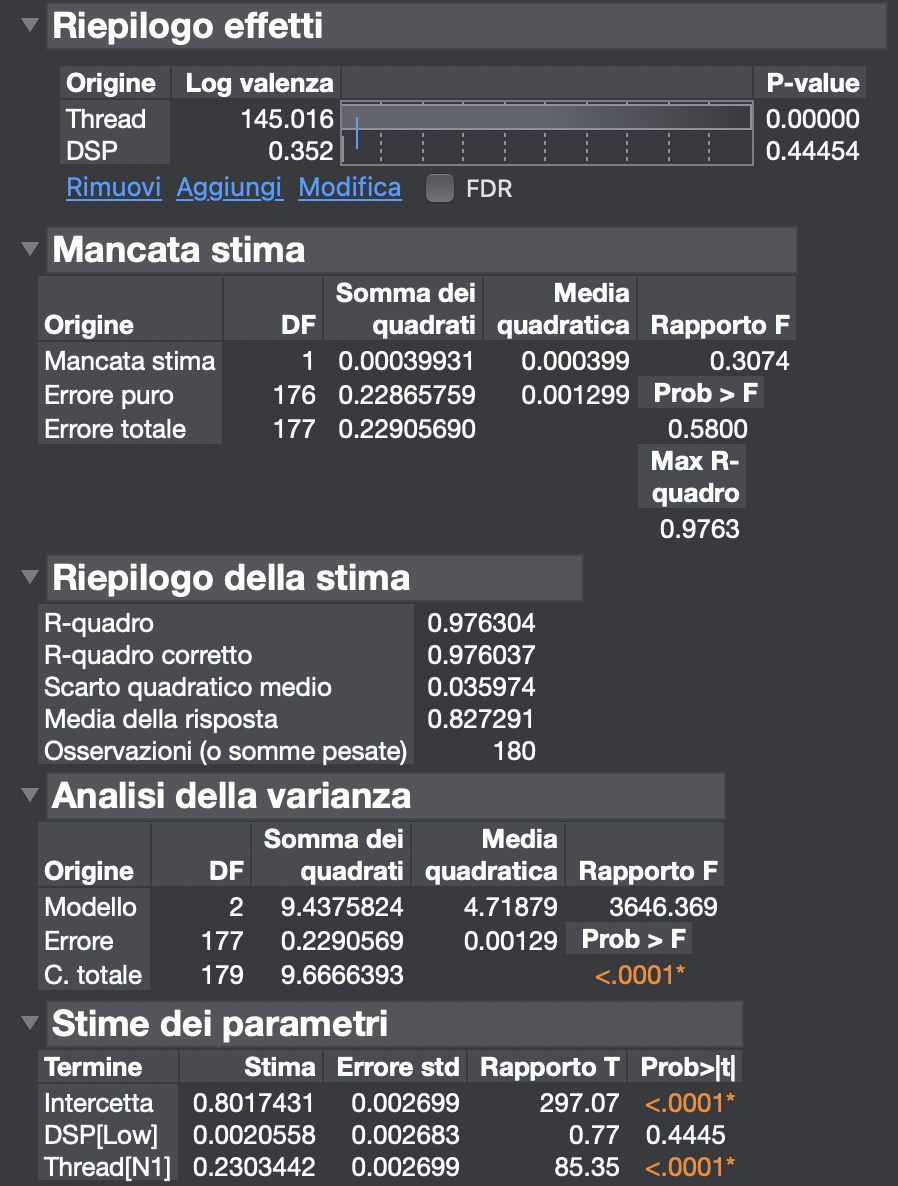 Riepilogo effetti
Origine Log valenza P-value
Thread 145.016 0.00000
DSP 0.352 0.44454
Rimuovi Aggiungi Modifica FDR
Mancata stima
Origine DF Somma dei quadrati Media quadratica Rapporto F
Mancata stima 1 0.00039931 0.000399 0.3074
Errore puro 176 0.22865759 0.001299 Prob > F
Errore totale 177 0.22905690 0.5800
Max R-
quadro
0.9763
Riepilogo della stima
R-quadro 0.976304
R-quadro corretto 0.976037
Scarto quadratico medio 0.035974
Media della risposta 0.827291
Osservazioni (o somme pesate) 180
Analisi della varianza
Origine DF Somma dei quadrati Media quadratica Rapporto F
Modello 2 9.4375824 4.71879 3646.369
Errore 177 0.2290569 0.00129 Prob > F
C. totale 179 9.6666393 <.0001*
Stime dei parametri
Termine Stima Errore std Rapporto T Prob>|t|
Intercetta 0.8017431 0.002699 297.07 <.0001*
DSP[Low] 0.0020558 0.002683 0.77 0.4445
Thread[N1] 0.2303442 0.002699 85.35 <.0001*